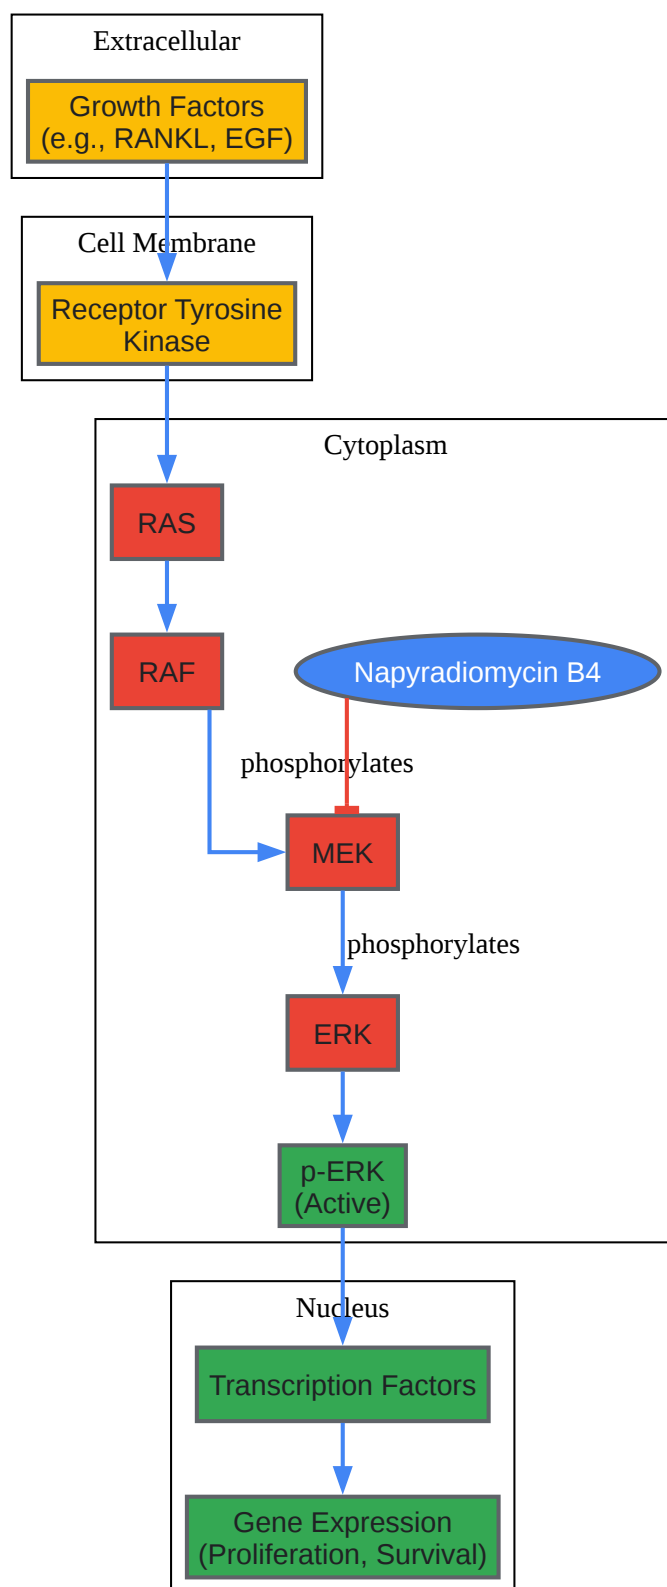 Extracellular
Growth Factors
(e.g., RANKL, EGF)
Cell Membrane
Receptor Tyrosine
Kinase
Cytoplasm
RAS
RAF
Napyradiomycin B4
phosphorylates
MEK
phosphorylates
ERK
p-ERK
(Active)
Nucleus
Transcription Factors
Gene Expression
(Proliferation, Survival)